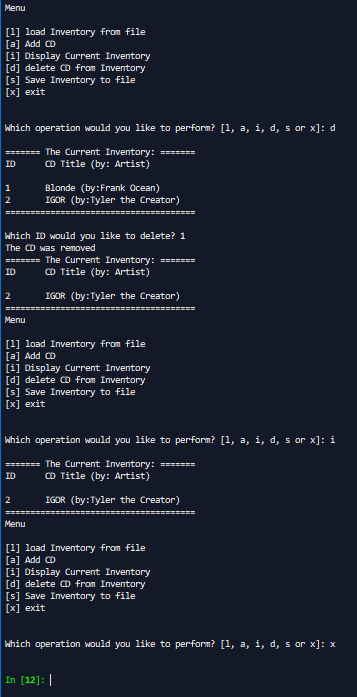 Menu
[l] load Inventory from file
[a] Add CD
[i] Display Current Inventory
[d] delete CD from Inventory
[s] Save Inventory to file
[x] exit
Which operation would you like to perform? [l, a, i, d, s or x]: d
======= The Current Inventory: =======
ID CD Title (by: Artist)
1 Blonde (by:Frank Ocean)
2 IGOR (by:Tyler the Creator)
======================================
Which ID would you like to delete? 1
The CD was removed
======= The Current Inventory: =======
ID CD Title (by: Artist)
2 IGOR (by:Tyler the Creator)
======================================
Menu
[l] load Inventory from file
[a] Add CD
[i] Display Current Inventory
[d] delete CD from Inventory
[s] Save Inventory to file
[x] exit
Which operation would you like to perform? [l, a, i, d, s or x]: i
======= The Current Inventory: =======
ID CD Title (by: Artist)
2 IGOR (by:Tyler the Creator)
======================================
Menu
[l] load Inventory from file
[a] Add CD
[i] Display Current Inventory
[d] delete CD from Inventory
[s] Save Inventory to file
[x] exit
Which operation would you like to perform? [l, a, i, d, s or x]: x
In [12]: